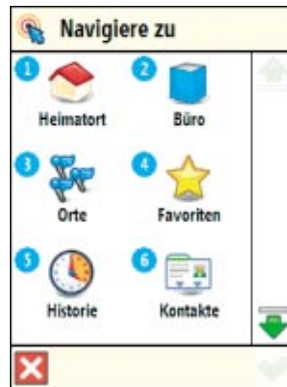 Navigiere zu
1 2
Heimatort Büro
3 4
Orte Favoriten
5 6
Historie Kontakte